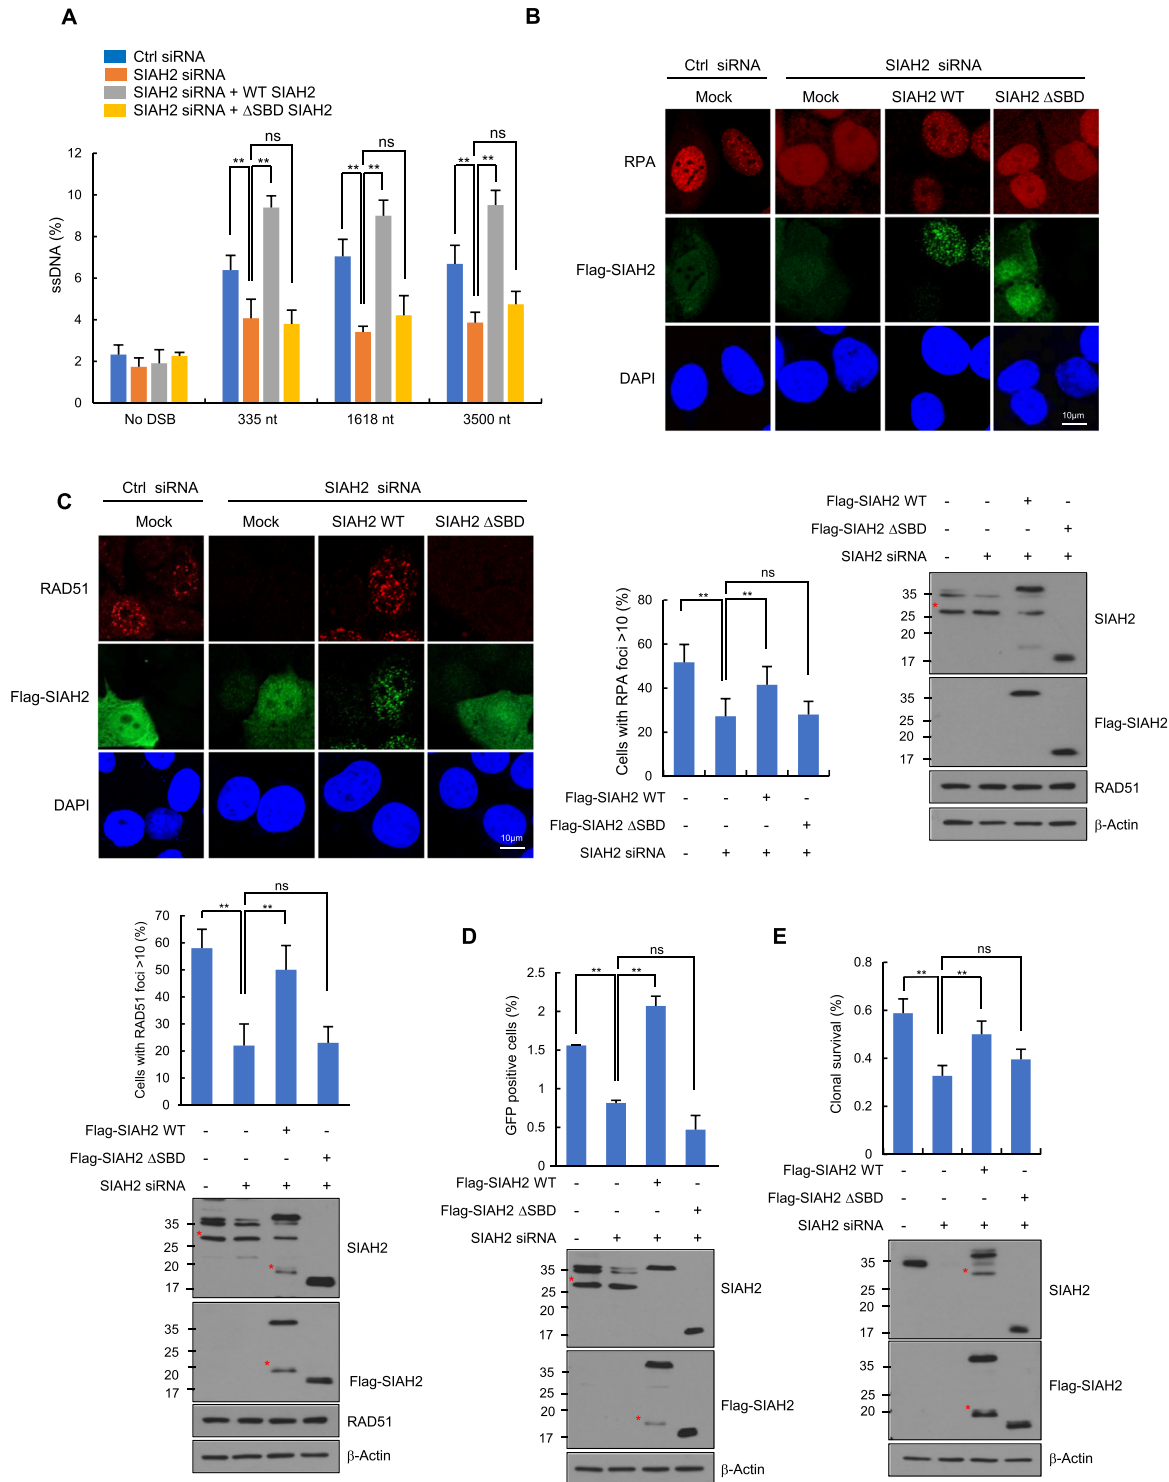 A
Ctrl siRNA
SIAH2 siRNA
SIAH2 siRNA + WT SIAH2
SIAH2 siRNA + ΔSBD SIAH2
ssDNA (%)
12
10
8
6
4
2
0
** ** ns
** ** ns
** ** ns
No DSB 335 nt 1618 nt 3500 nt
B
Ctrl siRNA SIAH2 siRNA
Mock Mock SIAH2 WT SIAH2 ΔSBD
RPA
Flag-SIAH2
DAPI
10μm
Cells with RPA foci >10 (%)
80
60
40
20
0
** ** ns
Flag-SIAH2 WT - - + -
Flag-SIAH2 ΔSBD - - - +
SIAH2 siRNA - + + +
Flag-SIAH2 WT - - + -
Flag-SIAH2 ΔSBD - - - +
SIAH2 siRNA - + + +
35
*
25
20
17
SIAH2
35
25
20
17
Flag-SIAH2
RAD51
β-Actin
C
Ctrl siRNA SIAH2 siRNA
Mock Mock SIAH2 WT SIAH2 ΔSBD
RAD51
Flag-SIAH2
DAPI
10μm
Cells with RAD51 foci >10 (%)
70
60
50
40
30
20
10
0
** ** ns
Flag-SIAH2 WT - - + -
Flag-SIAH2 ΔSBD - - - +
SIAH2 siRNA - + + +
35
*
25
20 *
17
SIAH2
35
25
20 *
17
Flag-SIAH2
RAD51
β-Actin
D
GFP positive cells (%)
2.5
2
1.5
1
0.5
0
** ** ns
Flag-SIAH2 WT - - + -
Flag-SIAH2 ΔSBD - - - +
SIAH2 siRNA - + + +
35
*
25
20
17
SIAH2
35
25
20 *
17
Flag-SIAH2
β-Actin
E
Clonal survival (%)
0.8
0.6
0.4
0.2
0
** ** ns
Flag-SIAH2 WT - - + -
Flag-SIAH2 ΔSBD - - - +
SIAH2 siRNA - + + +
35 *
25
20
17
SIAH2
35
25
20 *
17
Flag-SIAH2
β-Actin